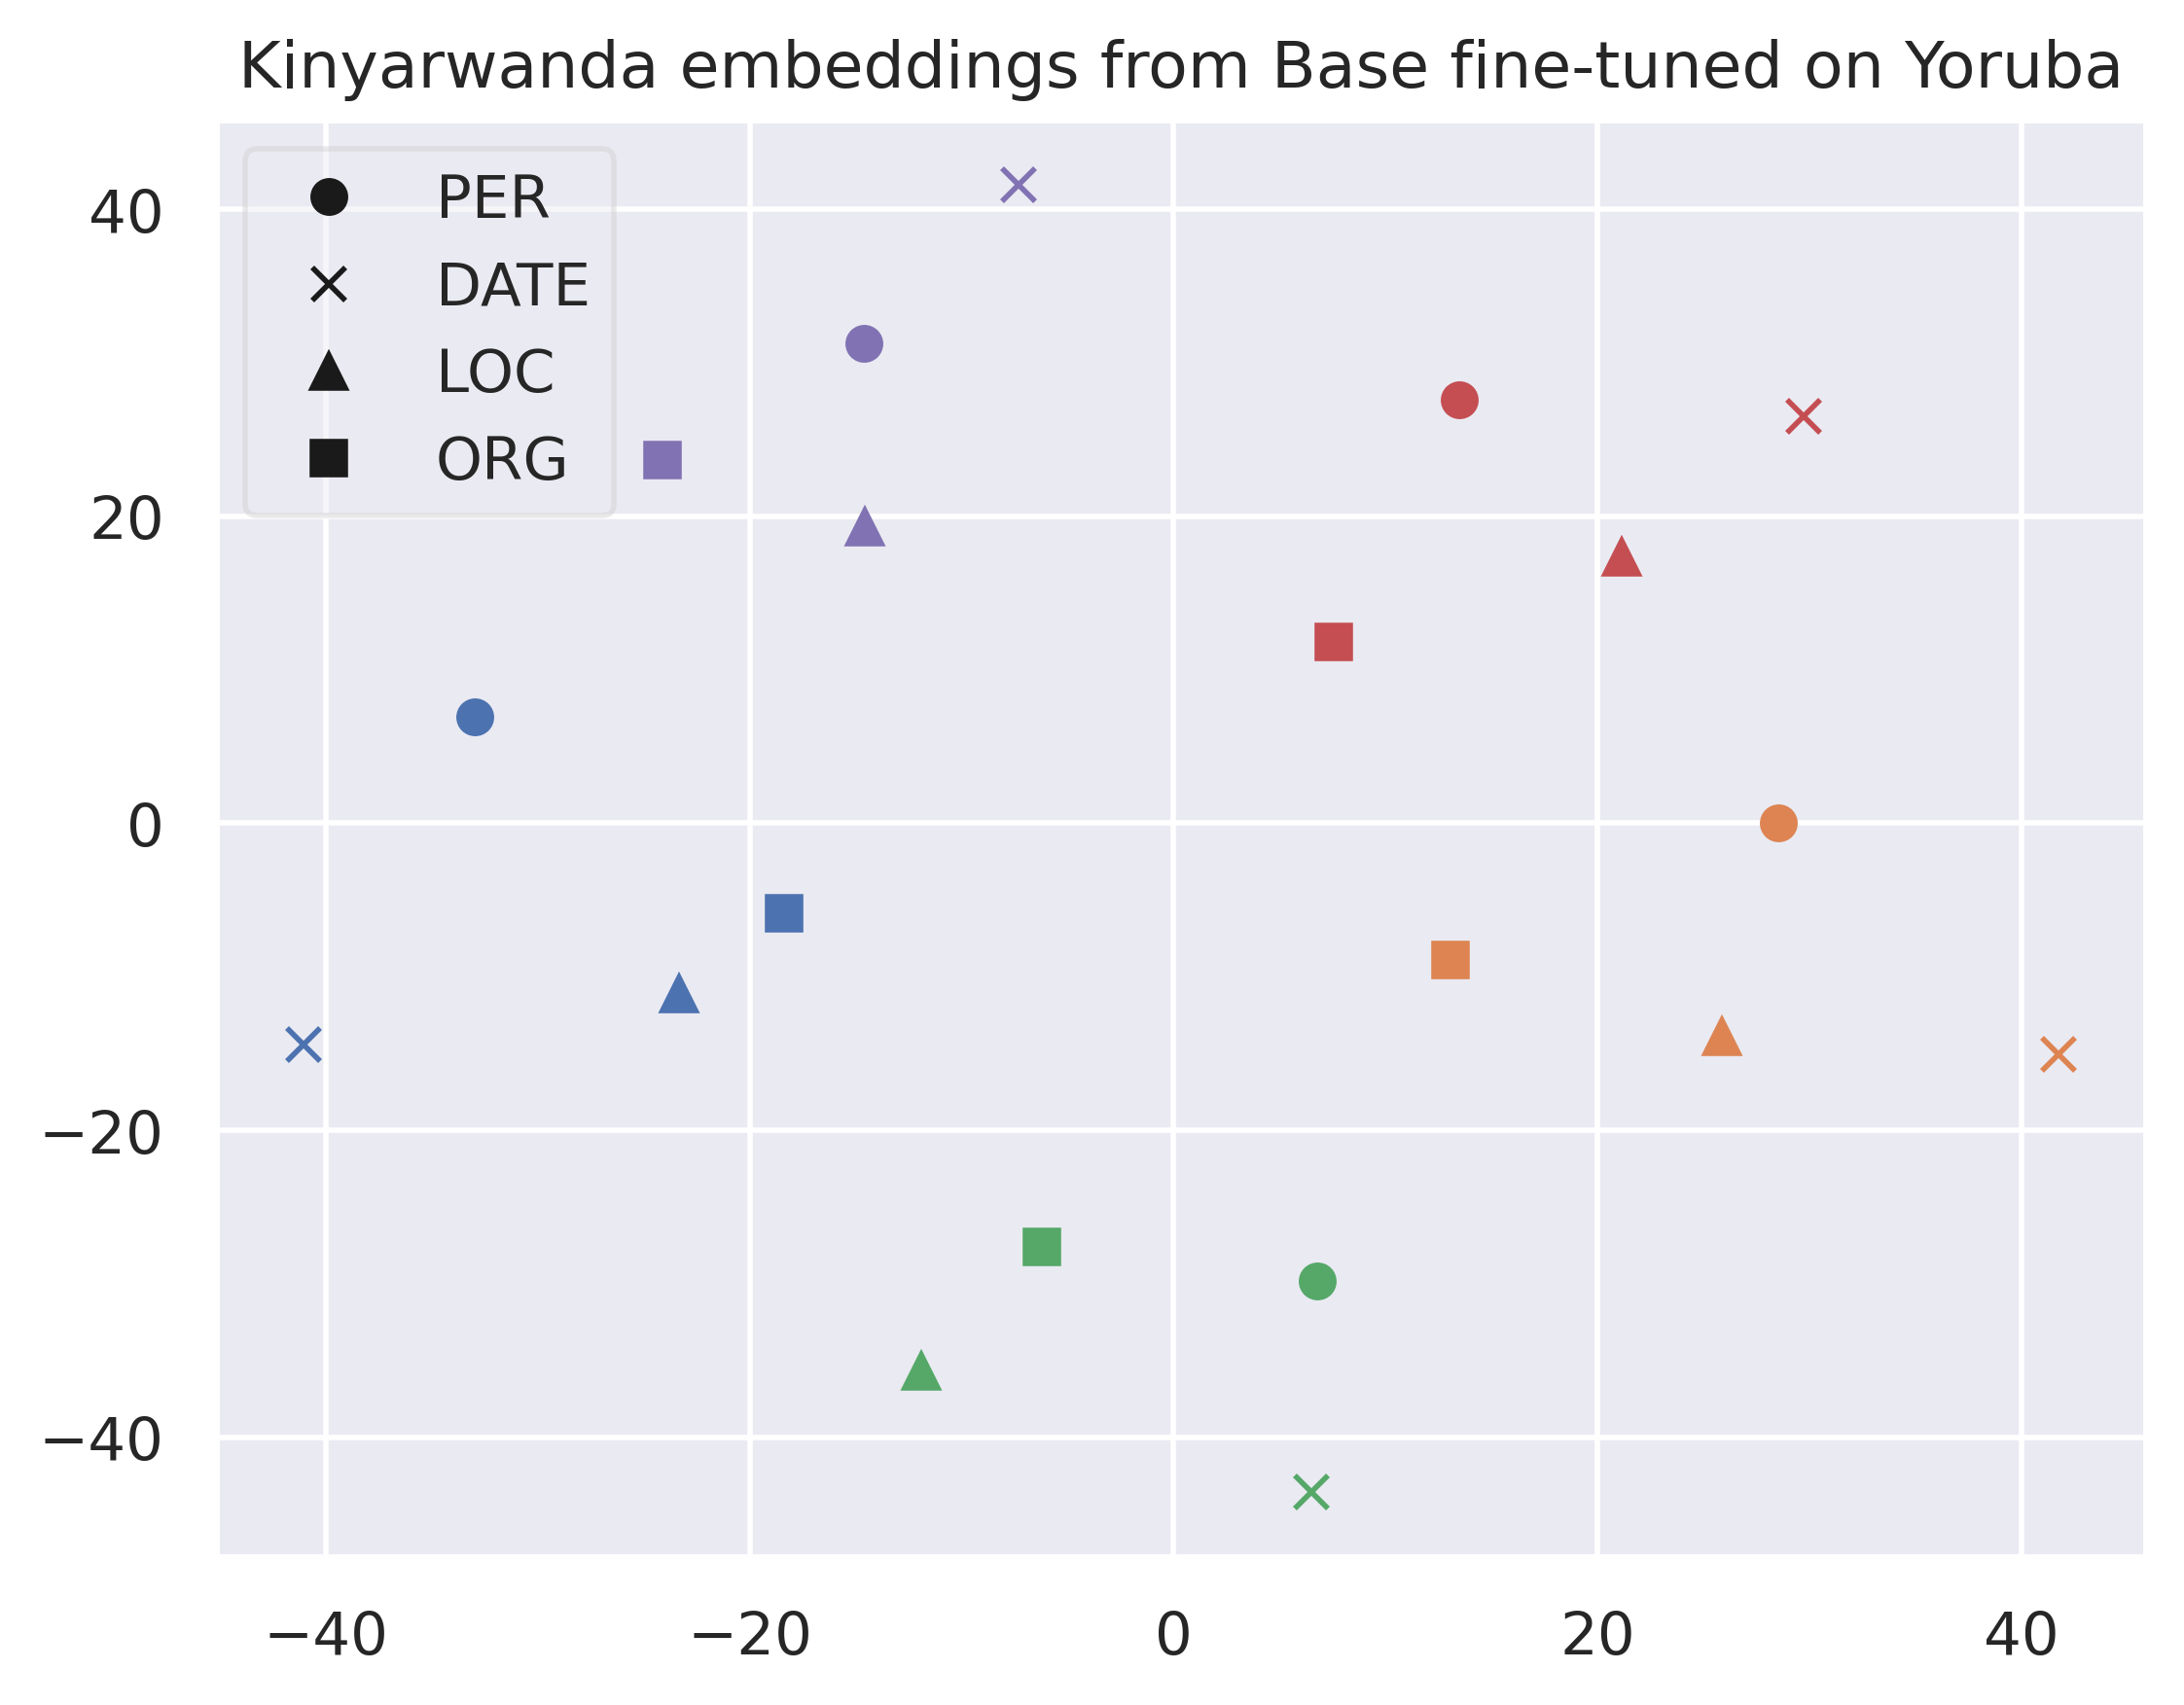 Kinyarwanda embeddings from Base fine-tuned on Yoruba
PER
DATE
LOC
ORG
40
20
0
−20
−40
−40 −20 0 20 40